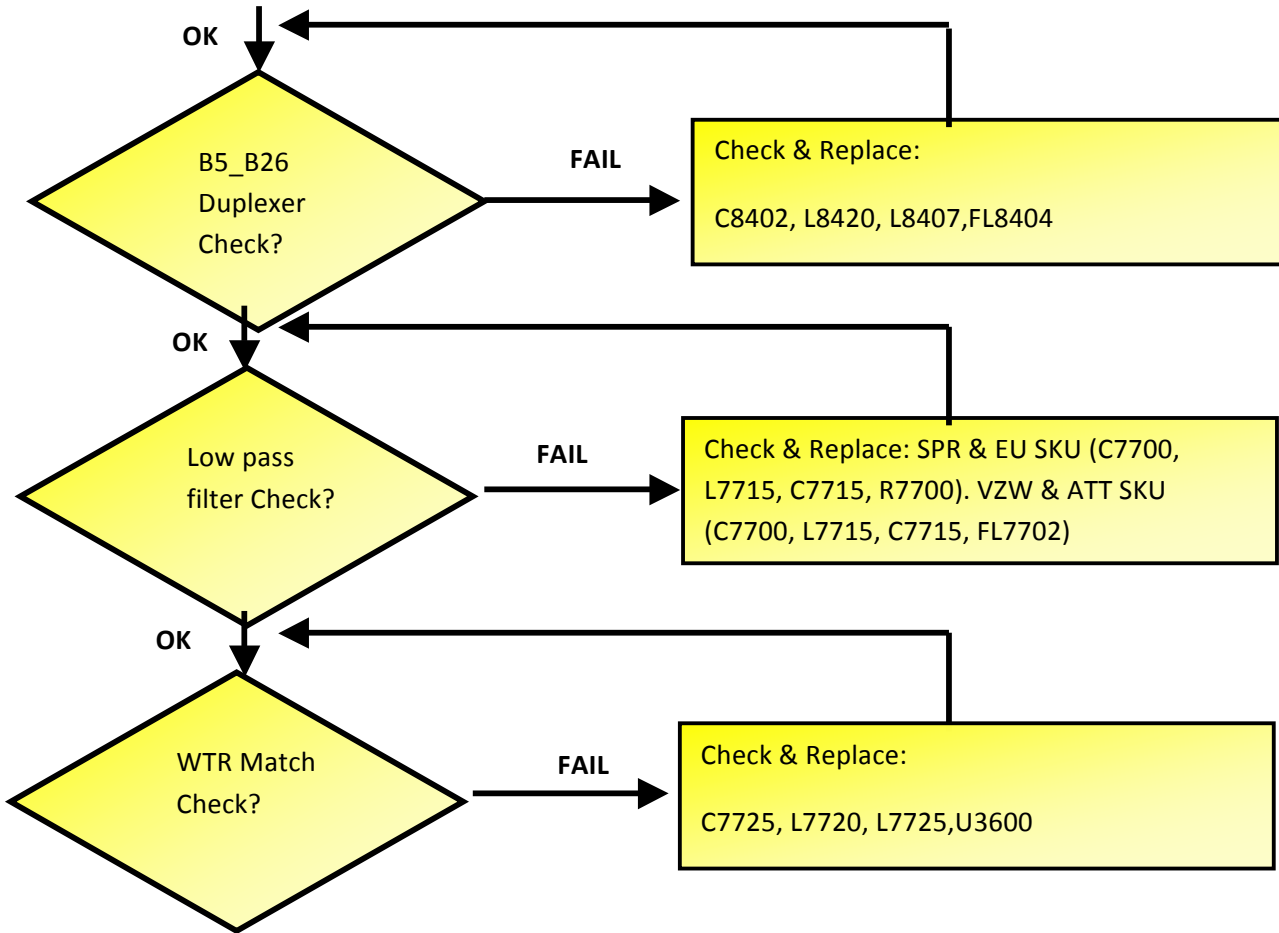 OK
B5_B26
Duplexer
Check?
FAIL
Check & Replace:
C8402, L8420, L8407,FL8404
OK
Low pass
filter Check?
FAIL
Check & Replace: SPR & EU SKU (C7700,
L7715, C7715, R7700). VZW & ATT SKU
(C7700, L7715, C7715, FL7702)
OK
WTR Match
Check?
FAIL
Check & Replace:
C7725, L7720, L7725,U3600